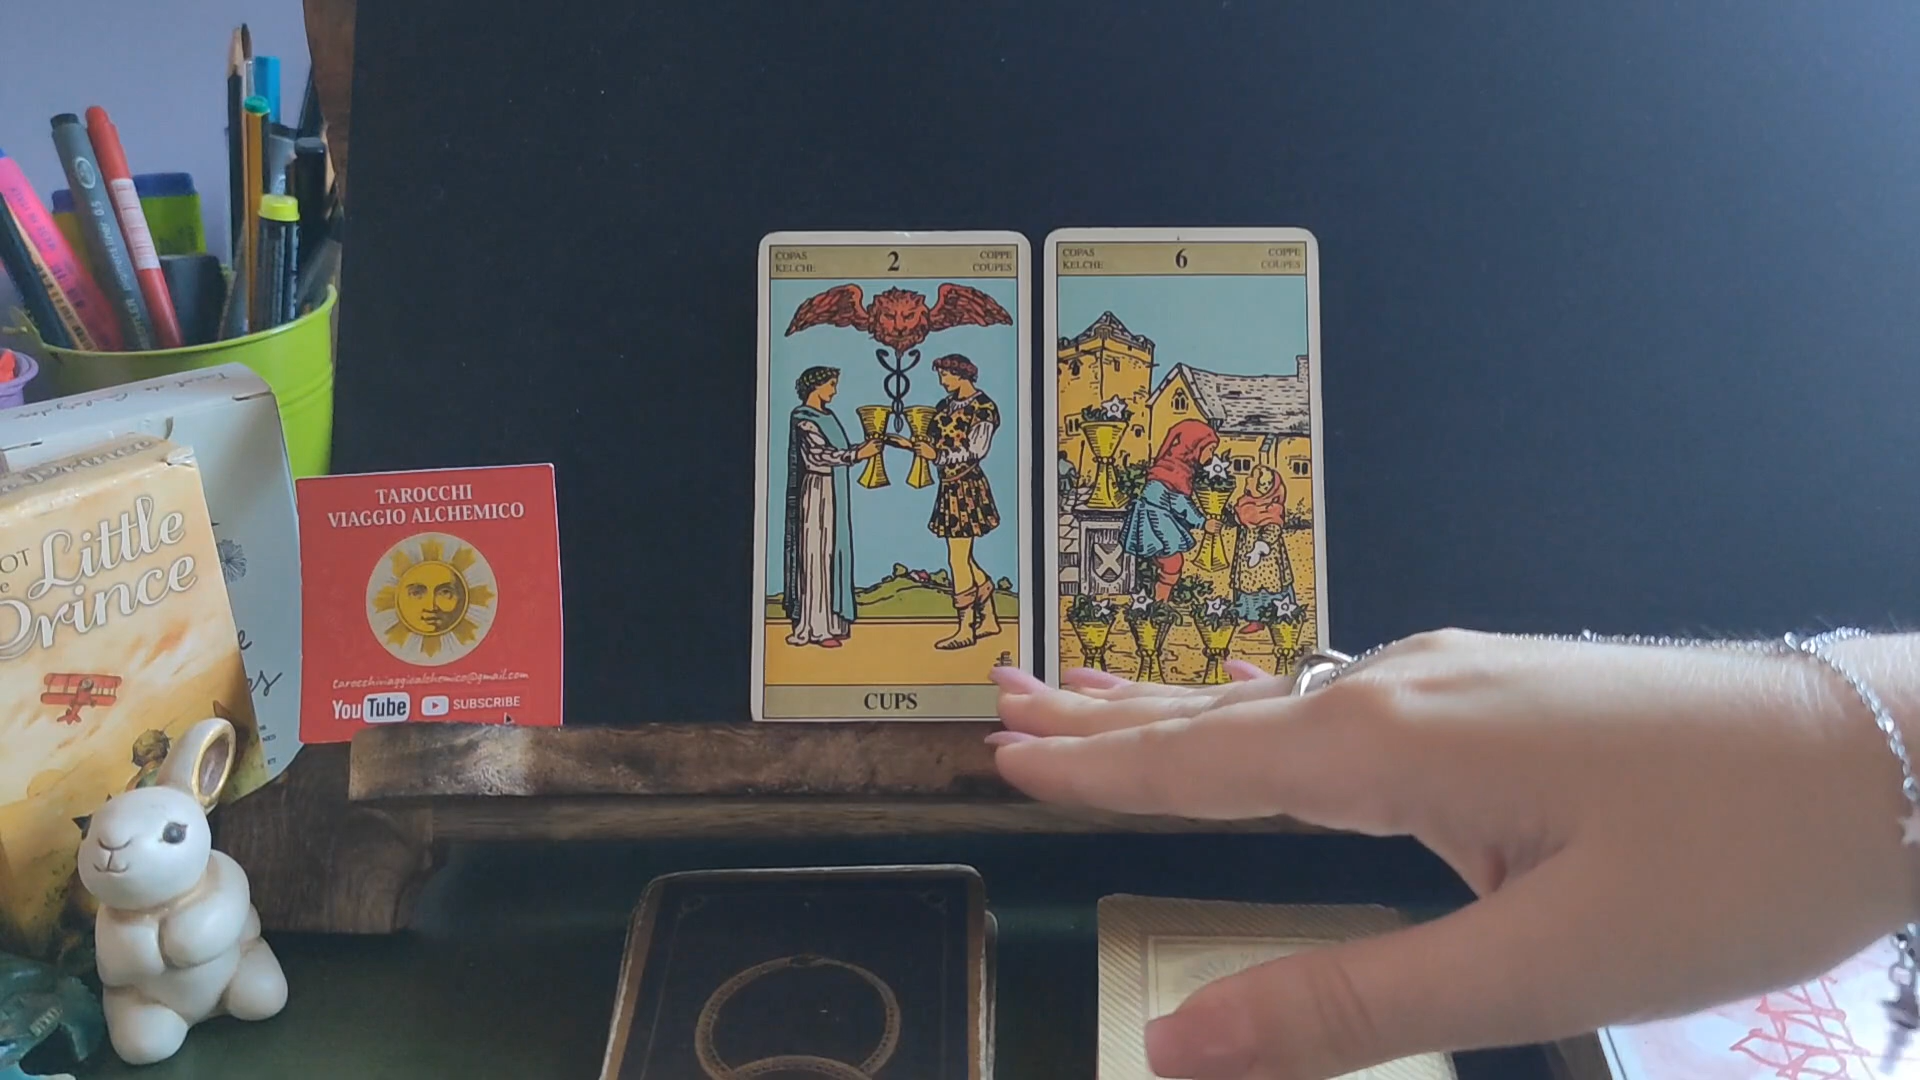 COPAS
KELCHE
2
COPPE
COUPES
CUPS
COPAS
KELCHE
6
COPPE
COUPES
TAROCCHI
VIAGGIO ALCHEMICO
tarocchiviaggioalchemico@gmail.com
YouTube
SUBSCRIBE
Little
Prince